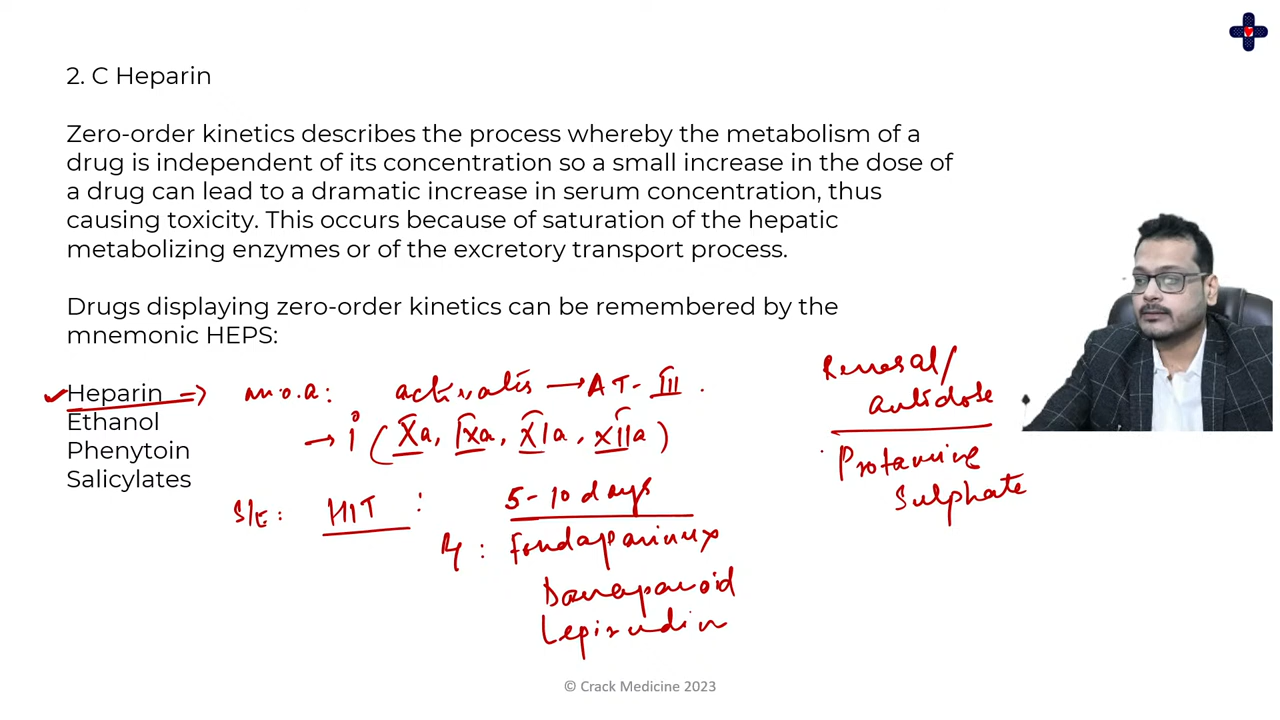 2. C Heparin
Zero-order kinetics describes the process whereby the metabolism of a
drug is independent of its concentration so a small increase in the dose of
a drug can lead to a dramatic increase in serum concentration, thus
causing toxicity. This occurs because of saturation of the hepatic
metabolizing enzymes or of the excretory transport process.
Drugs displaying zero-order kinetics can be remembered by the
mnemonic HEPS:
Heparin => m.o.a: activates → AT-III.
Ethanol
Phenytoin
Salicylates
→ i (Xa, IXa, XIa, XIIa)
S/E: HIT : 5-10 days
Rx : Fondaparinux
Danaparoid
Lepirudin
Reversal/
antidose
Protamine
Sulphate
© Crack Medicine 2023